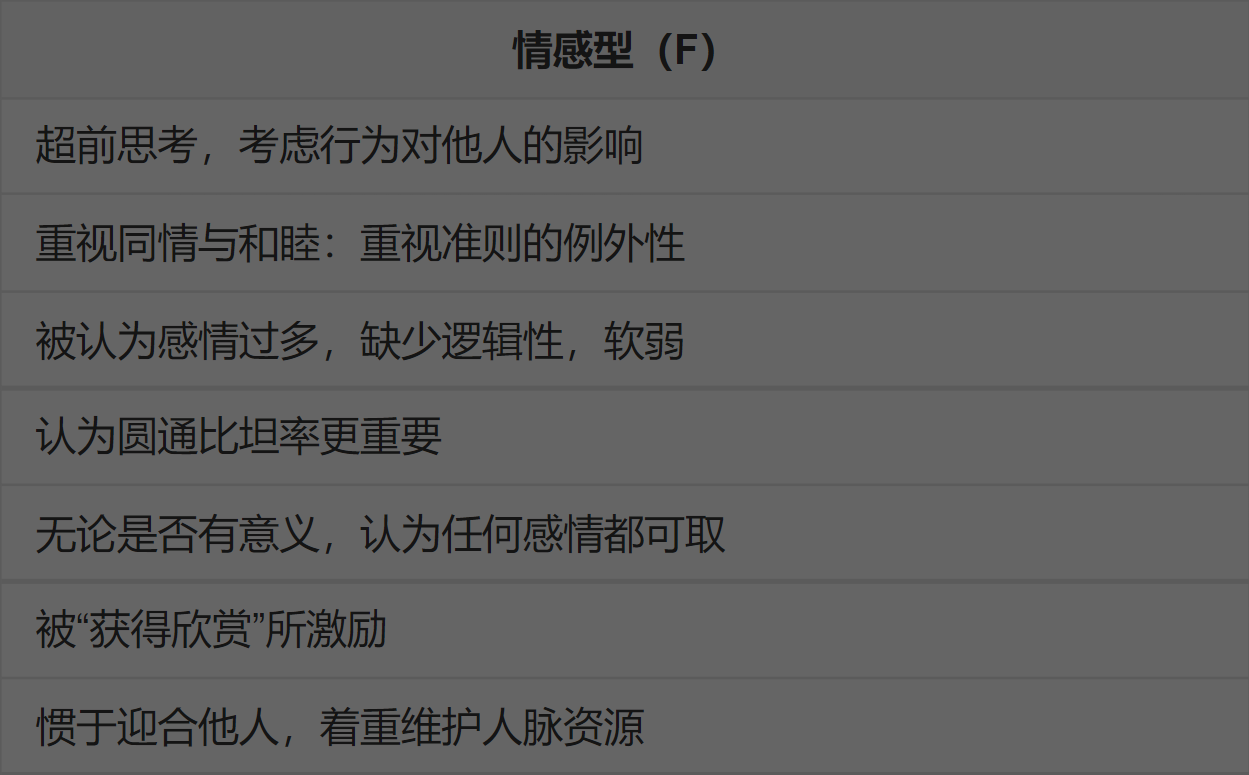 情感型（F）
超前思考，考虑行为对他人的影响
重视同情与和睦：重视准则的例外性
被认为感情过多，缺少逻辑性，软弱
认为圆通比坦率更重要
无论是否有意义，认为任何感情都可取
被“获得欣赏”所激励
惯于迎合他人，着重维护人脉资源